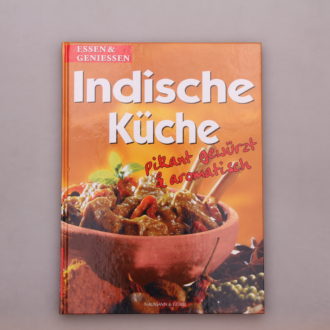 ESSEN &
GENIESSEN
Indische
Küche
pikant gewürzt
& aromatisch